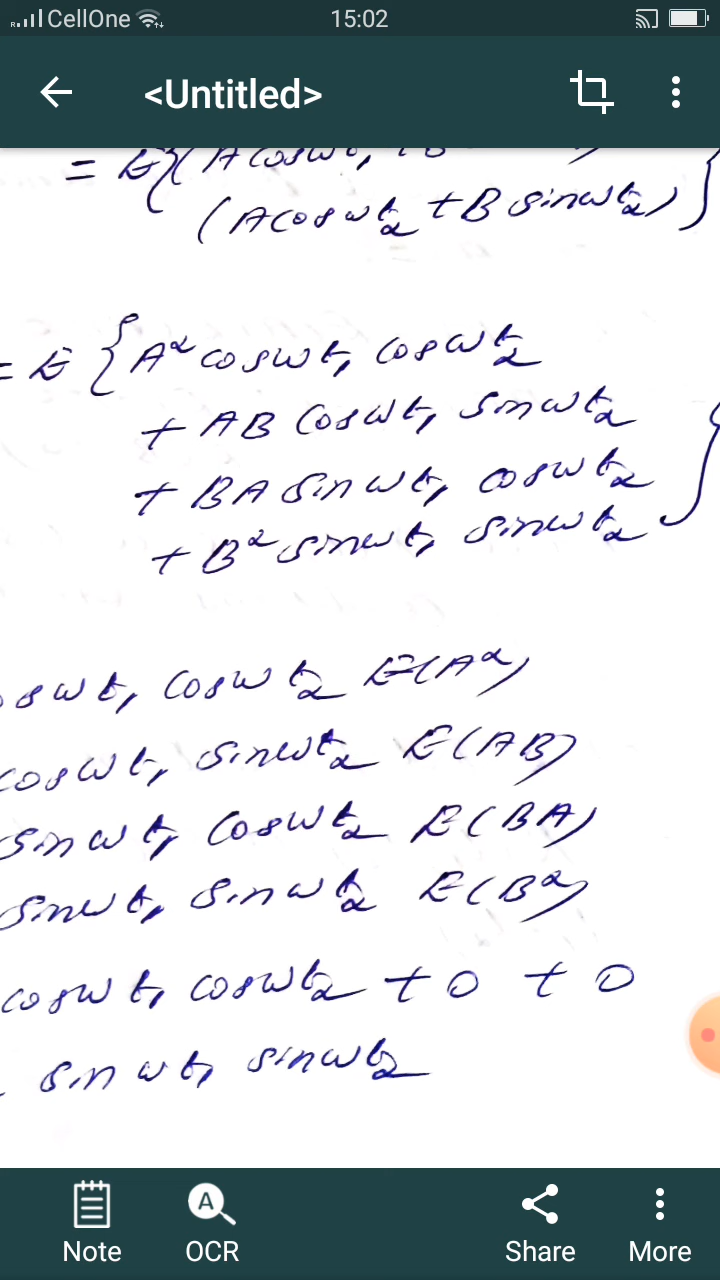 CellOne 15:02
<Untitled>
= E{(A cosωt₁
(A cosωt₂ + B sinωt₂)}
= E {A² cosωt₁ cosωt₂
+ AB cosωt₁ sinωt₂
+ BA sinωt₁ cosωt₂
+ B² sinωt₁ sinωt₂}
osωt₁ cosωt₂ E(A²)
cosωt₁ sinωt₂ E(AB)
sinωt₁ cosωt₂ E(BA)
sinωt₁ sinωt₂ E(B²)
cosωt₁ cosωt₂ + 0 + 0
sinωt₁ sinωt₂
Note OCR Share More